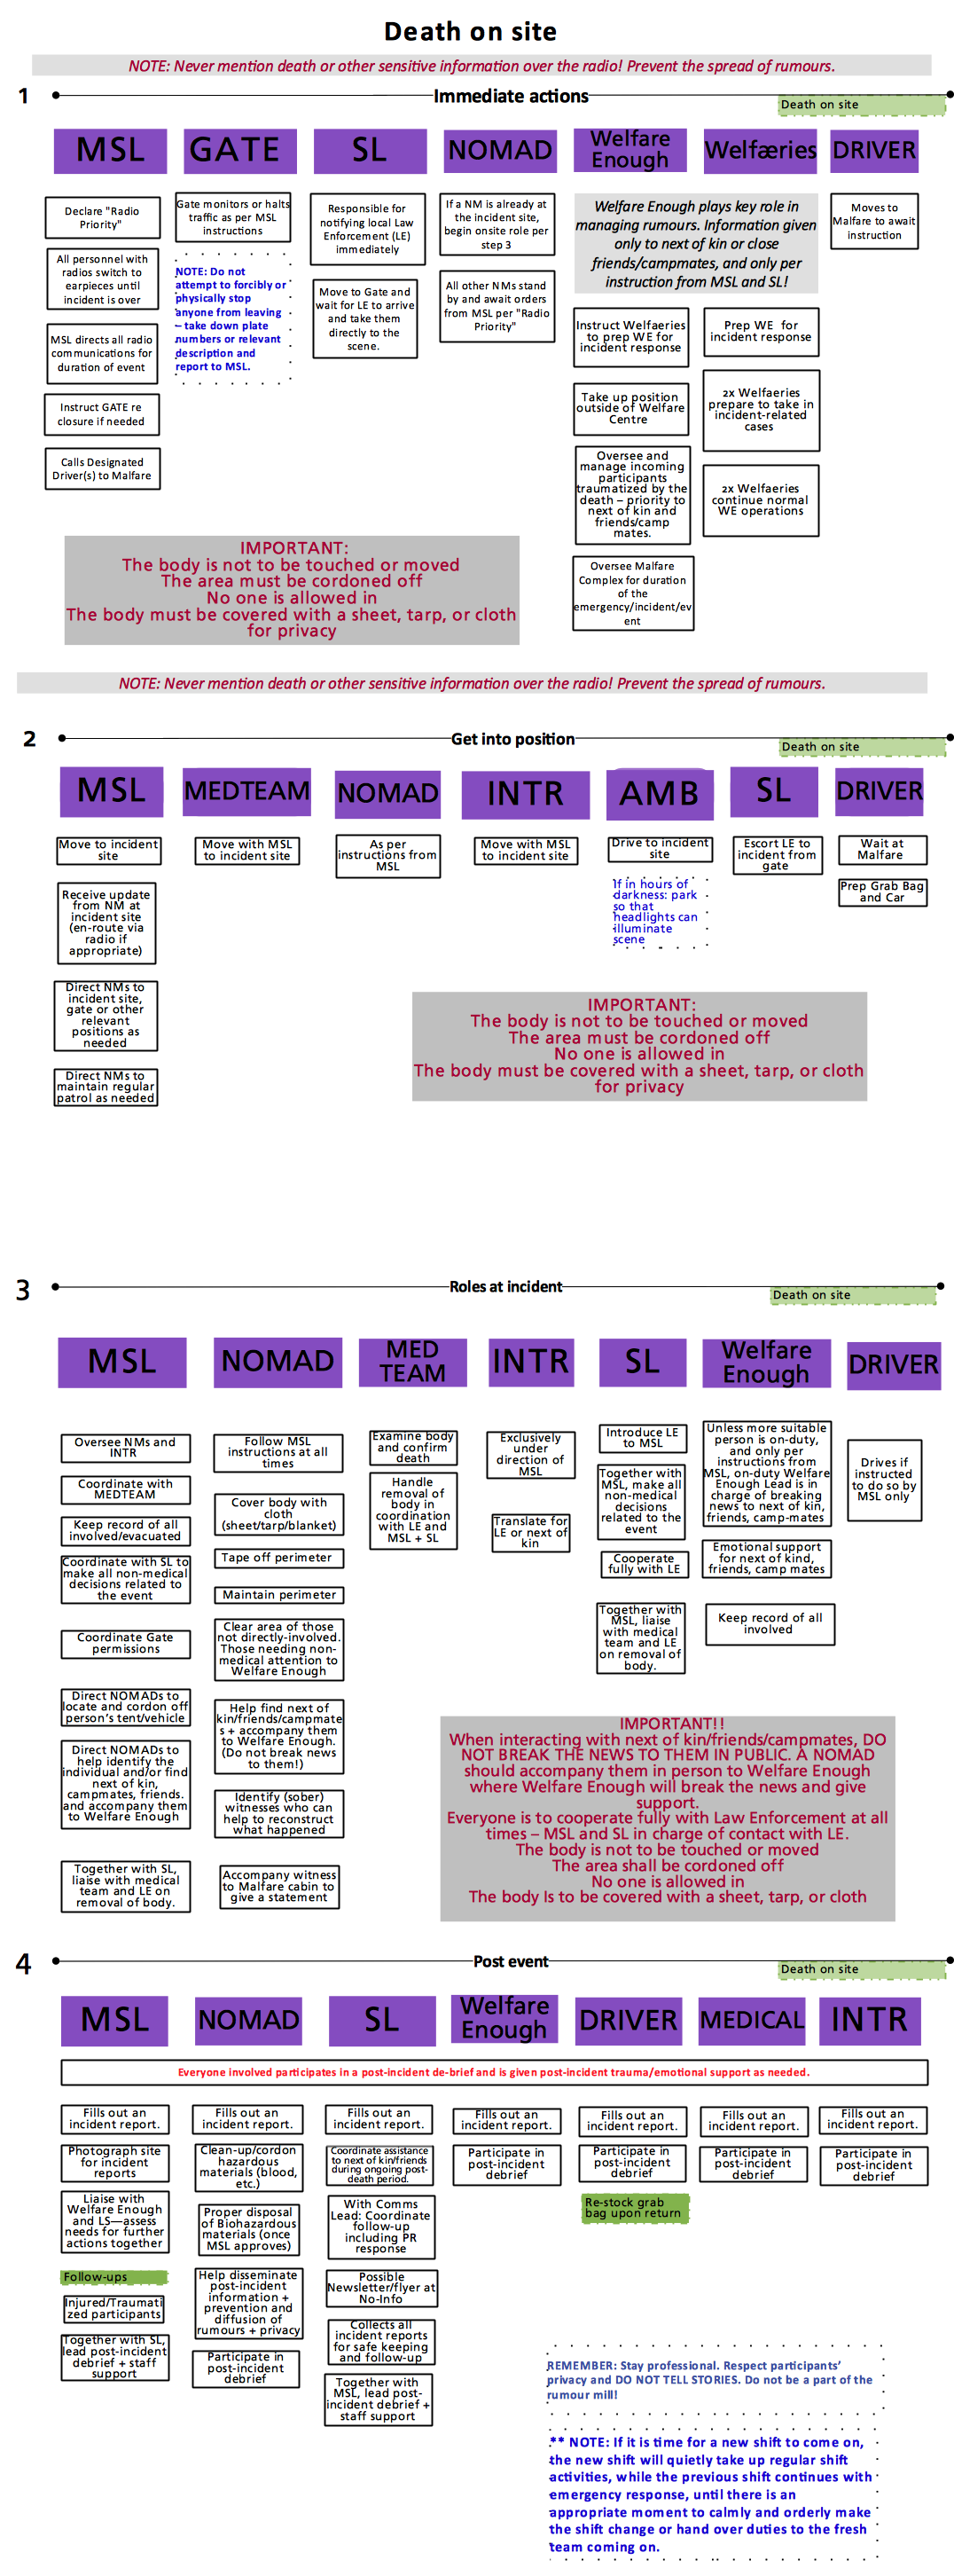 Death on site
NOTE: Never mention death or other sensitive information over the radio! Prevent the spread of rumours.
1
Immediate actions
Death on site
MSL
GATE
SL
NOMAD
Welfare
Enough
Welfæries
DRIVER
Declare "Radio
Priority"
All personnel with
radios switch to
earpieces until
incident is over
MSL directs all radio
communications for
duration of event
Instruct GATE re
closure if needed
Calls Designated
Driver(s) to Malfare
Gate monitors or halts
traffic as per MSL
instructions
NOTE: Do not
attempt to forcibly or
physically stop
anyone from leaving
– take down plate
numbers or relevant
description and
report to MSL.
Responsible for
notifying local Law
Enforcement (LE)
immediately
Move to Gate and
wait for LE to arrive
and take them
directly to the
scene.
If a NM is already at
the incident site,
begin onsite role per
step 3
All other NMs stand
by and await orders
from MSL per "Radio
Priority"
Welfare Enough plays key role in
managing rumours. Information given
only to next of kin or close
friends/campmates, and only per
instruction from MSL and SL!
Instruct Welfaeries
to prep WE for
incident response
Take up position
outside of Welfare
Centre
Oversee and
manage incoming
participants
traumatized by the
death – priority to
next of kin and
friends/camp
mates.
Oversee Malfare
Complex for duration
of the
emergency/incident/ev
ent
Prep WE for
incident response
2x Welfaeries
prepare to take in
incident-related
cases
2x Welfaeries
continue normal
WE operations
Moves to
Malfare to await
instruction
IMPORTANT:
The body is not to be touched or moved
The area must be cordoned off
No one is allowed in
The body must be covered with a sheet, tarp, or cloth
for privacy
NOTE: Never mention death or other sensitive information over the radio! Prevent the spread of rumours.
2
Get into position
Death on site
MSL
MEDTEAM
NOMAD
INTR
AMB
SL
DRIVER
Move to incident
site
Receive update
from NM at
incident site
(en-route via
radio if
appropriate)
Direct NMs to
incident site,
gate or other
relevant
positions as
needed
Direct NMs to
maintain regular
patrol as needed
Move with MSL
to incident site
As per
instructions from
MSL
Move with MSL
to incident site
Drive to incident
site
If in hours of
darkness: park
so that
headlights can
illuminate
scene
Escort LE to
incident from
gate
Wait at
Malfare
Prep Grab Bag
and Car
IMPORTANT:
The body is not to be touched or moved
The area must be cordoned off
No one is allowed in
The body must be covered with a sheet, tarp, or cloth
for privacy
3
Roles at incident
Death on site
MSL
NOMAD
MED
TEAM
INTR
SL
Welfare
Enough
DRIVER
Oversee NMs and
INTR
Coordinate with
MEDTEAM
Keep record of all
involved/evacuated
Coordinate with SL to
make all non-medical
decisions related to
the event
Coordinate Gate
permissions
Direct NOMADs to
locate and cordon off
person's tent/vehicle
Direct NOMADs to
help identify the
individual and/or find
next of kin,
campmates, friends.
and accompany them
to Welfare Enough
Together with SL,
liaise with medical
team and LE on
removal of body.
Follow MSL
instructions at all
times
Cover body with
cloth
(sheet/tarp/blanket)
Tape off perimeter
Maintain perimeter
Clear area of those
not directly-involved.
Those needing non-
medical attention to
Welfare Enough
Help find next of
kin/friends/campmate
s + accompany them
to Welfare Enough.
(Do not break news
to them!)
Identify (sober)
witnesses who can
help to reconstruct
what happened
Accompany witness
to Malfare cabin to
give a statement
Examine body
and confirm
death
Handle
removal of
body in
coordination
with LE and
MSL + SL
Exclusively
under
direction of
MSL
Translate for
LE or next of
kin
Introduce LE
to MSL
Together with
MSL, make all
non-medical
decisions
related to the
event
Cooperate
fully with LE
Together with
MSL, liaise
with medical
team and LE
on removal of
body.
Unless more suitable
person is on-duty,
and only per
instructions from
MSL, on-duty Welfare
Enough Lead is in
charge of breaking
news to next of kin,
friends, camp-mates
Emotional support
for next of kind,
friends, camp mates
Keep record of all
involved
Drives if
instructed
to do so by
MSL only
IMPORTANT!!
When interacting with next of kin/friends/campmates, DO
NOT BREAK THE NEWS TO THEM IN PUBLIC. A NOMAD
should accompany them in person to Welfare Enough
where Welfare Enough will break the news and give
support.
Everyone is to cooperate fully with Law Enforcement at all
times – MSL and SL in charge of contact with LE.
The body is not to be touched or moved
The area shall be cordoned off
No one is allowed in
The body Is to be covered with a sheet, tarp, or cloth
4
Post event
Death on site
MSL
NOMAD
SL
Welfare
Enough
DRIVER
MEDICAL
INTR
Everyone involved participates in a post-incident de-brief and is given post-incident trauma/emotional support as needed.
Fills out an
incident report.
Photograph site
for incident
reports
Liaise with
Welfare Enough
and LS—assess
needs for further
actions together
Follow-ups
Injured/Traumati
zed participants
Together with SL,
lead post-incident
debrief + staff
support
Fills out an
incident report.
Clean-up/cordon
hazardous
materials (blood,
etc.)
Proper disposal
of Biohazardous
materials (once
MSL approves)
Help disseminate
post-incident
information +
prevention and
diffusion of
rumours + privacy
Participate in
post-incident
debrief
Fills out an
incident report.
Coordinate assistance
to next of kin/friends
during ongoing post-
death period.
With Comms
Lead: Coordinate
follow-up
including PR
response
Possible
Newsletter/flyer at
No-Info
Collects all
incident reports
for safe keeping
and follow-up
Together with
MSL, lead post-
incident debrief +
staff support
Fills out an
incident report.
Participate in
post-incident
debrief
Fills out an
incident report.
Participate in
post-incident
debrief
Re-stock grab
bag upon return
Fills out an
incident report.
Participate in
post-incident
debrief
Fills out an
incident report.
Participate in
post-incident
debrief
REMEMBER: Stay professional. Respect participants'
privacy and DO NOT TELL STORIES. Do not be a part of the
rumour mill!
** NOTE: If it is time for a new shift to come on,
the new shift will quietly take up regular shift
activities, while the previous shift continues with
emergency response, until there is an
appropriate moment to calmly and orderly make
the shift change or hand over duties to the fresh
team coming on.